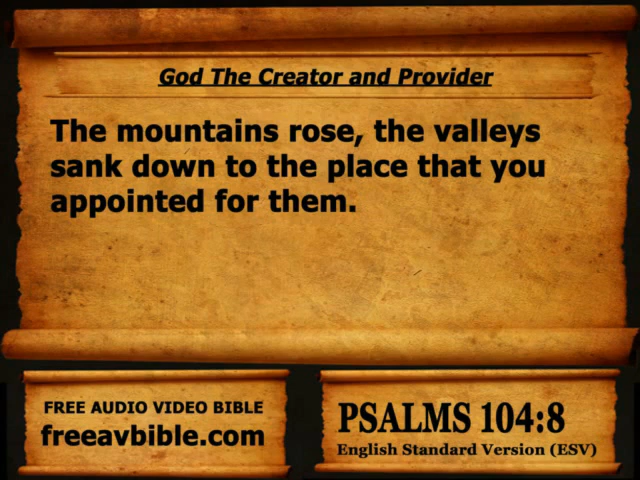 God The Creator and Provider
The mountains rose, the valleys
sank down to the place that you
appointed for them.
FREE AUDIO VIDEO BIBLE
freeavbible.com
PSALMS 104:8
English Standard Version (ESV)